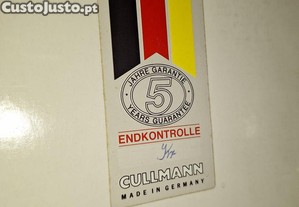 CustoJusto.pt
JAHRE GARANTIE
5
YEARS GUARANTEE
ENDKONTROLLE
CULLMANN
MADE IN GERMANY